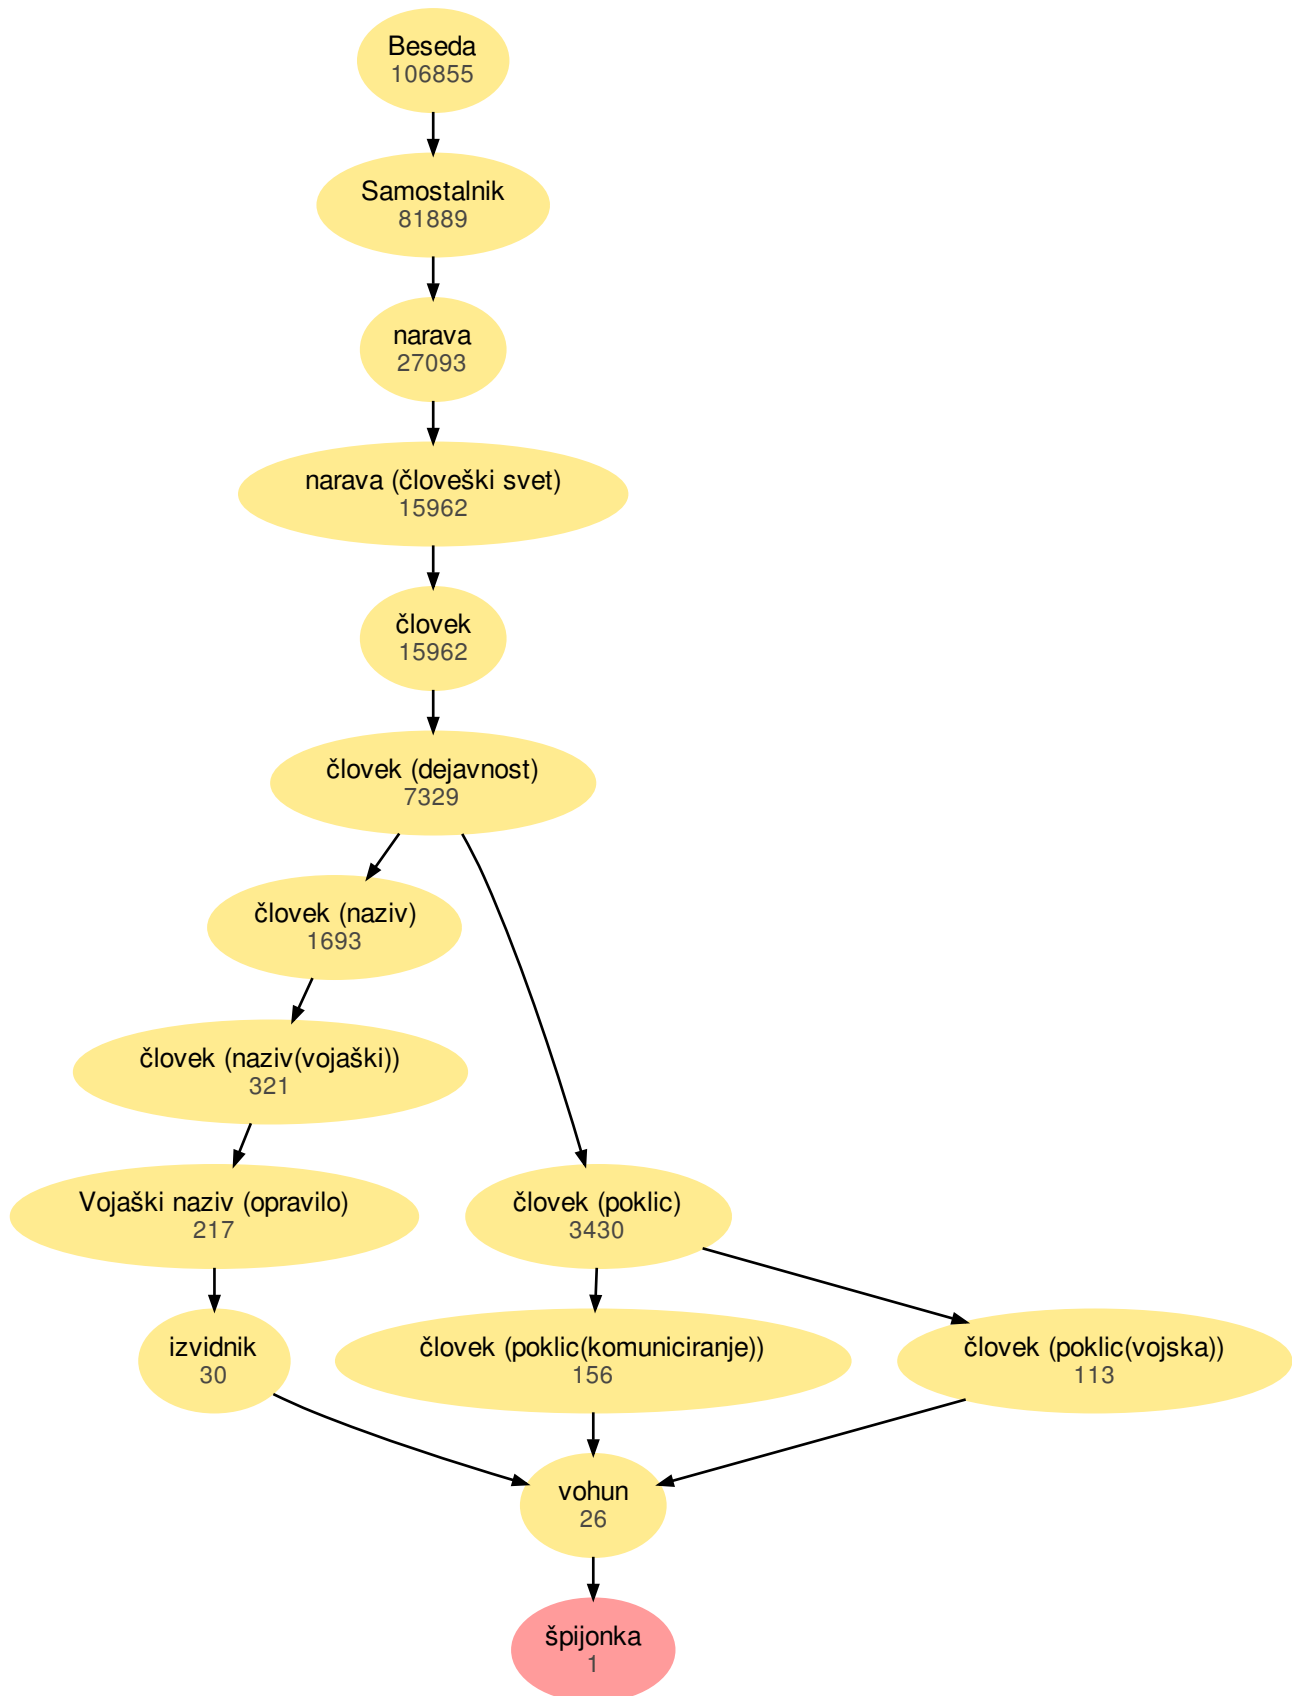 Beseda
106855
Samostalnik
81889
narava
27093
narava (človeški svet)
15962
človek
15962
človek (dejavnost)
7329
človek (naziv)
1693
človek (naziv(vojaški))
321
Vojaški naziv (opravilo)
217
človek (poklic)
3430
izvidnik
30
človek (poklic(komuniciranje))
156
človek (poklic(vojska))
113
vohun
26
špijonka
1